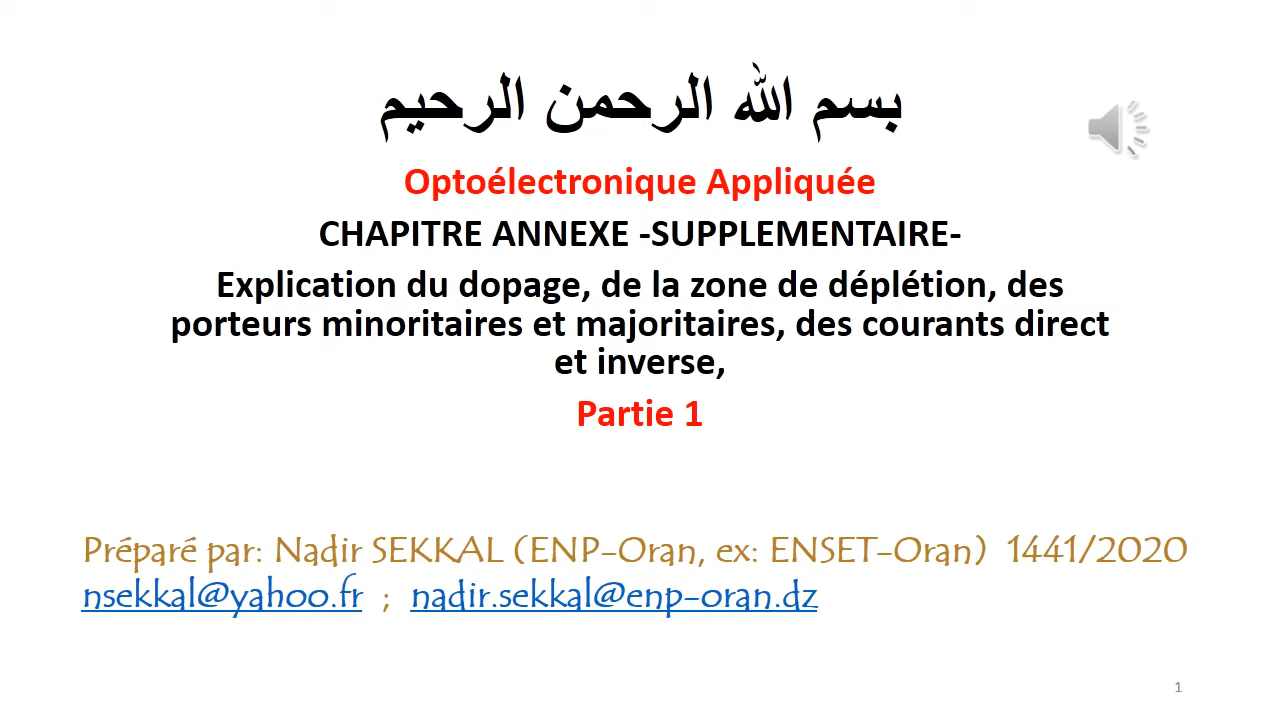 بسم الله الرحمن الرحيم
Optoélectronique Appliquée
CHAPITRE ANNEXE -SUPPLEMENTAIRE-
Explication du dopage, de la zone de déplétion, des
porteurs minoritaires et majoritaires, des courants direct
et inverse,
Partie 1
Préparé par: Nadir SEKKAL (ENP-Oran, ex: ENSET-Oran) 1441/2020
nsekkal@yahoo.fr ; nadir.sekkal@enp-oran.dz
1